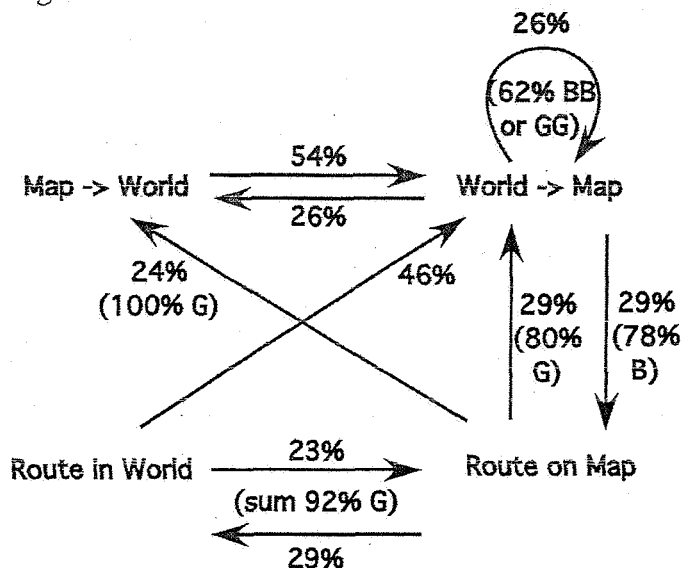 26%
(62% BB
or GG)
54%
Map -> World
World -> Map
26%
24%
(100% G)
46%
29%
(80%
G)
29%
(78%
B)
23%
Route in World
Route on Map
(sum 92% G)
29%